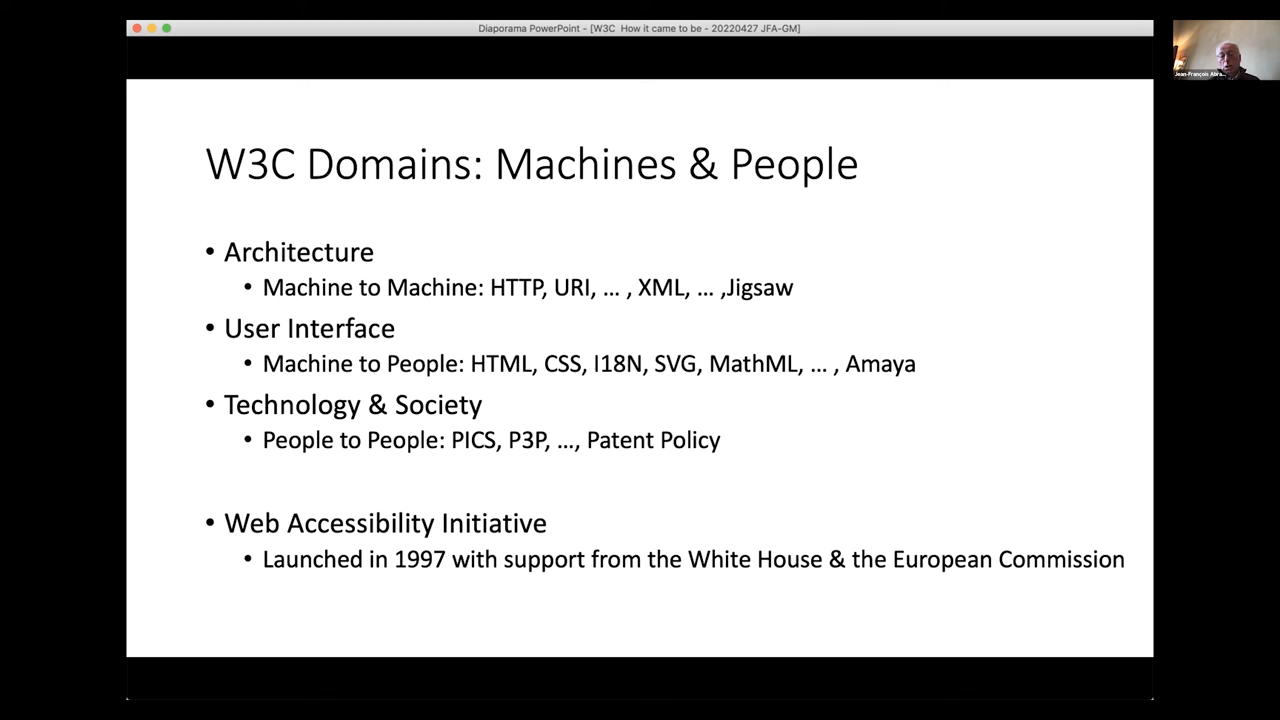 Diaporama PowerPoint - [W3C How it came to be - 20220427 JFA-GM]
Jean-François Abra...
W3C Domains: Machines & People
• Architecture
• Machine to Machine: HTTP, URI, ... , XML, ... ,Jigsaw
• User Interface
• Machine to People: HTML, CSS, I18N, SVG, MathML, ... , Amaya
• Technology & Society
• People to People: PICS, P3P, ..., Patent Policy
• Web Accessibility Initiative
• Launched in 1997 with support from the White House & the European Commission